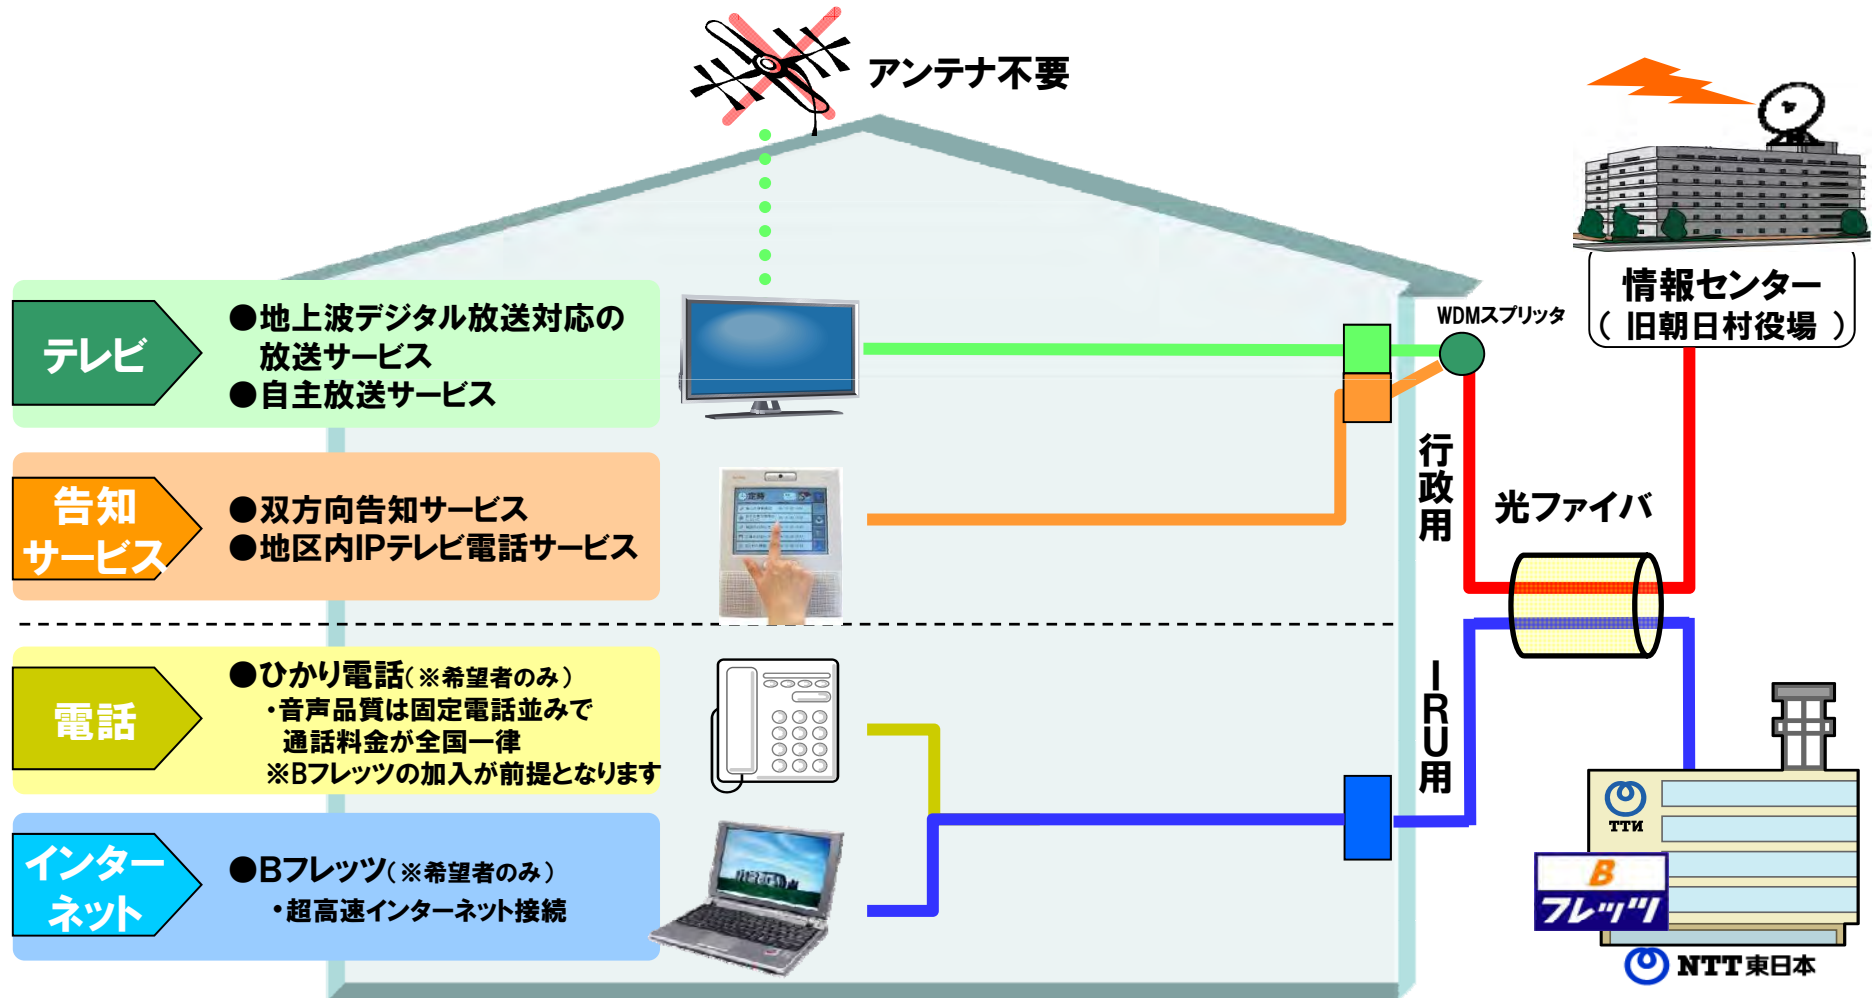 アンテナ不要
テレビ
●地上波デジタル放送対応の
放送サービス
●自主放送サービス
告知
サービス
●双方向告知サービス
●地区内IPテレビ電話サービス
電話
●ひかり電話(※希望者のみ)
・音声品質は固定電話並みで
通話料金が全国一律
※Bフレッツの加入が前提となります
インター
ネット
●Bフレッツ(※希望者のみ)
・超高速インターネット接続
定時
WDMスプリッタ
行政用
光ファイバ
IRU用
情報センター
( 旧朝日村役場 )
B
フレッツ
NTT東日本